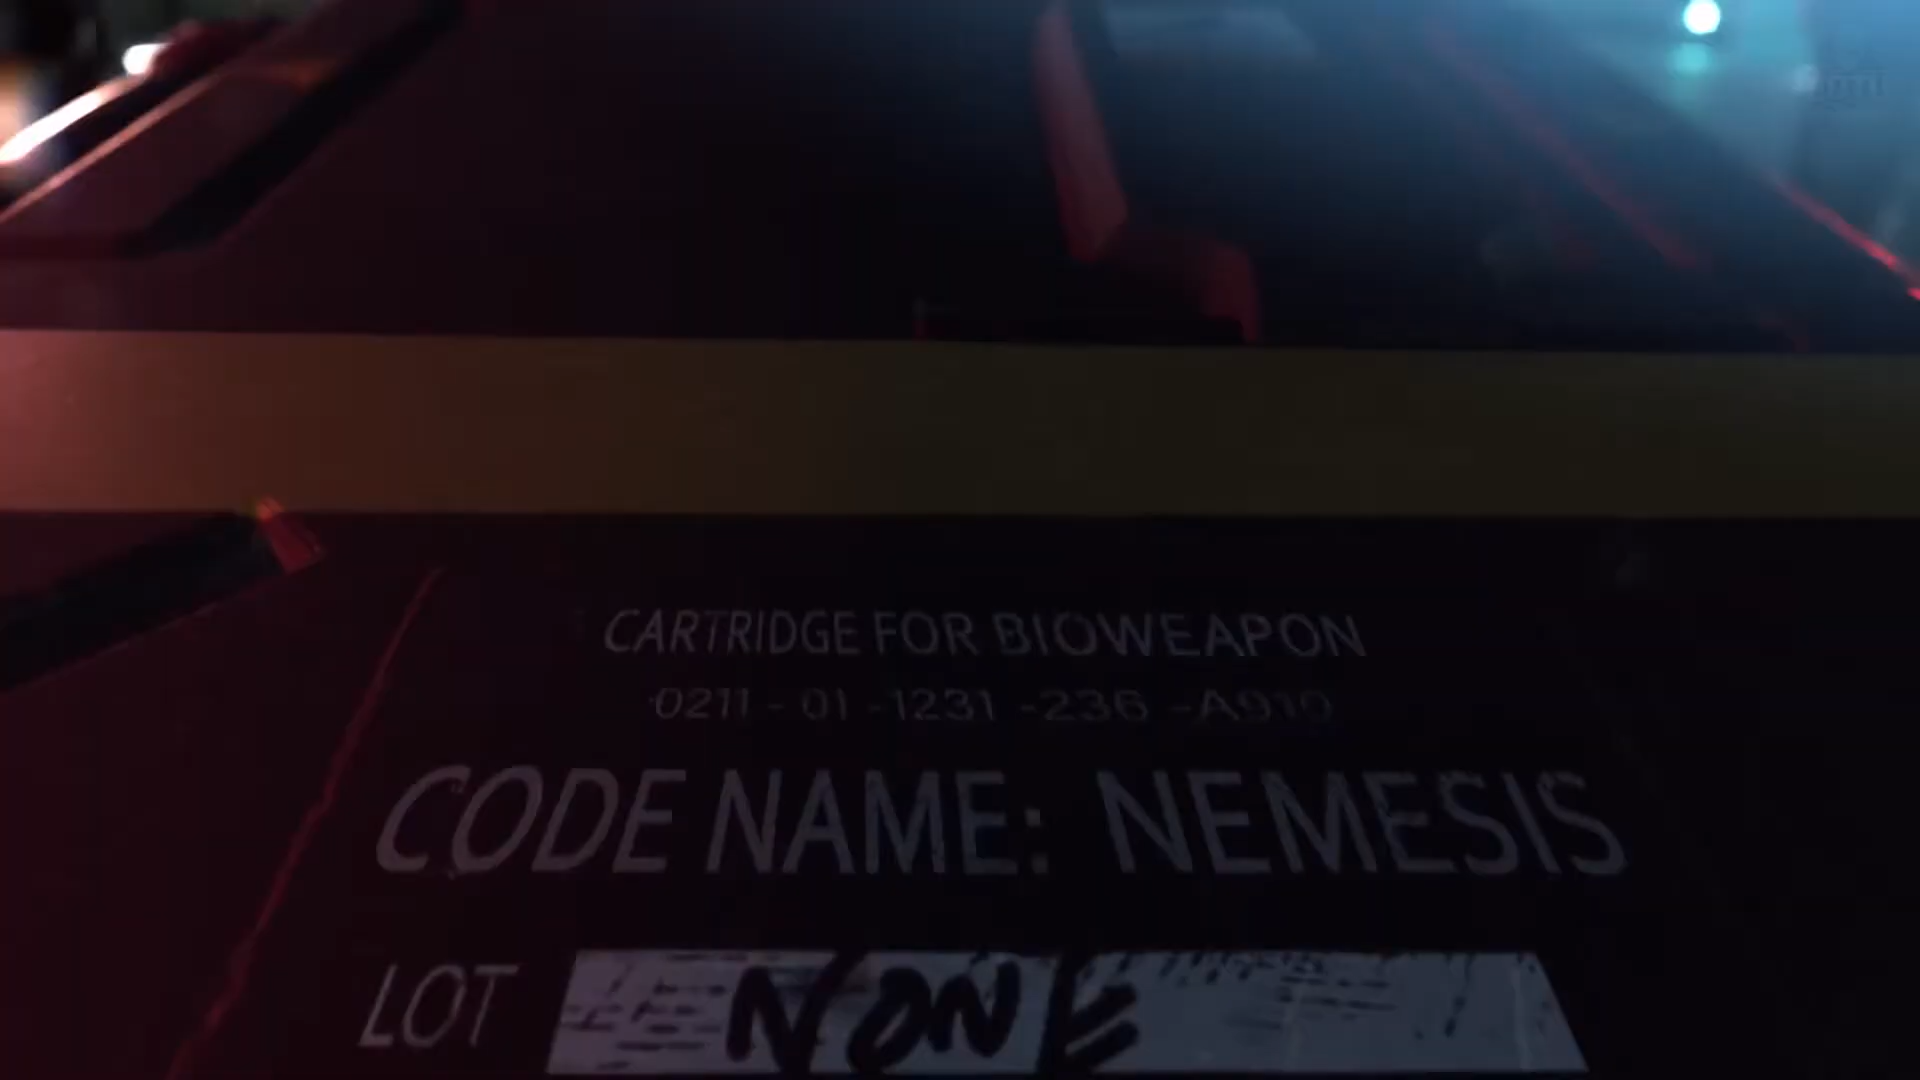 CARTRIDGE FOR BIOWEAPON
0211 - 01 -1231 -236 -A910
CODE NAME: NEMESIS
LOT NONE